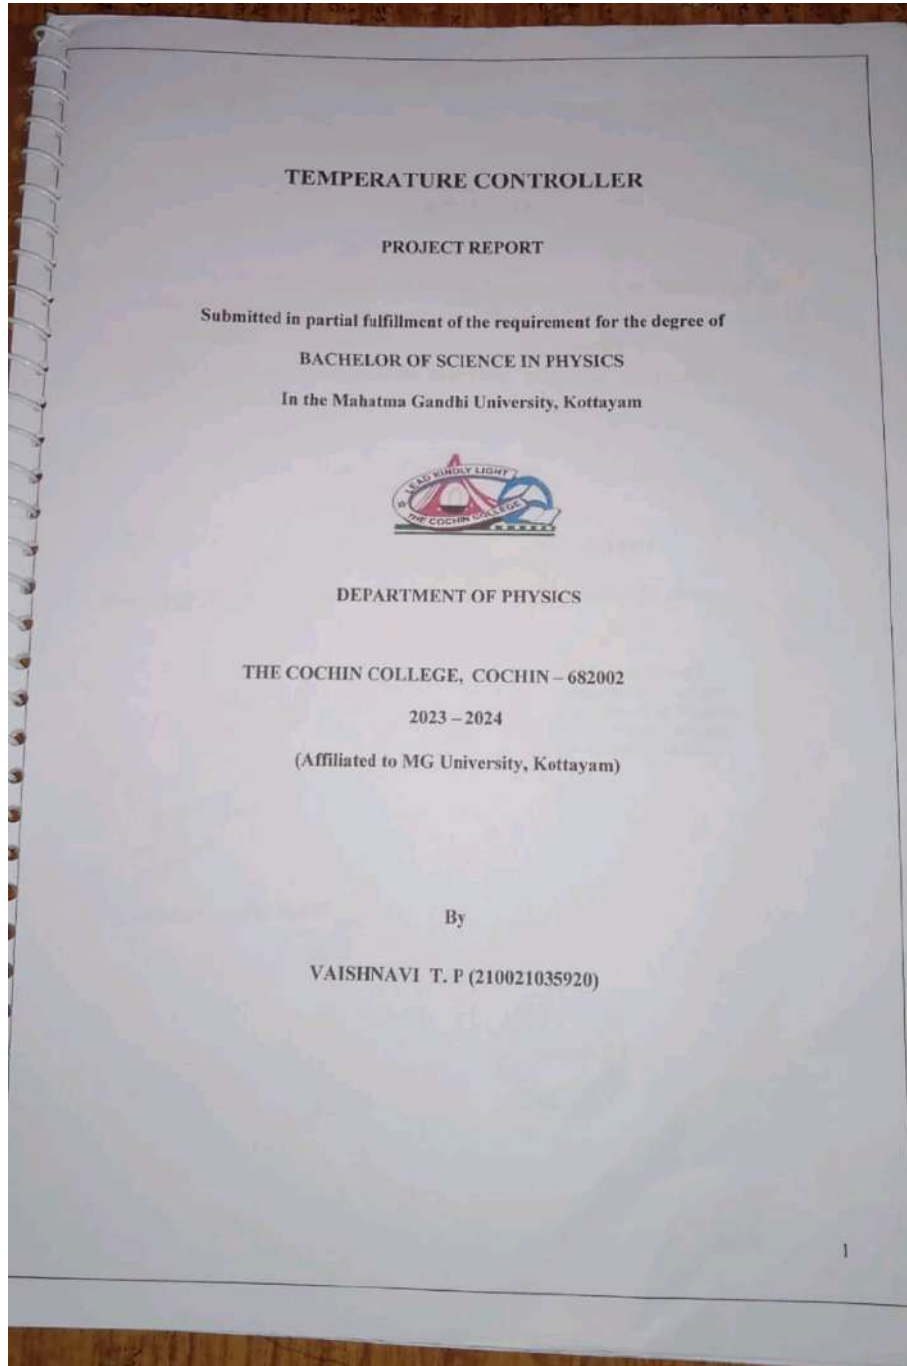 TEMPERATURE CONTROLLER
PROJECT REPORT
Submitted in partial fulfillment of the requirement for the degree of
BACHELOR OF SCIENCE IN PHYSICS
In the Mahatma Gandhi University, Kottayam
LEAD KINDLY LIGHT
THE COCHIN COLLEGE
DEPARTMENT OF PHYSICS
THE COCHIN COLLEGE, COCHIN – 682002
2023 – 2024
(Affiliated to MG University, Kottayam)
By
VAISHNAVI T. P (210021035920)
1